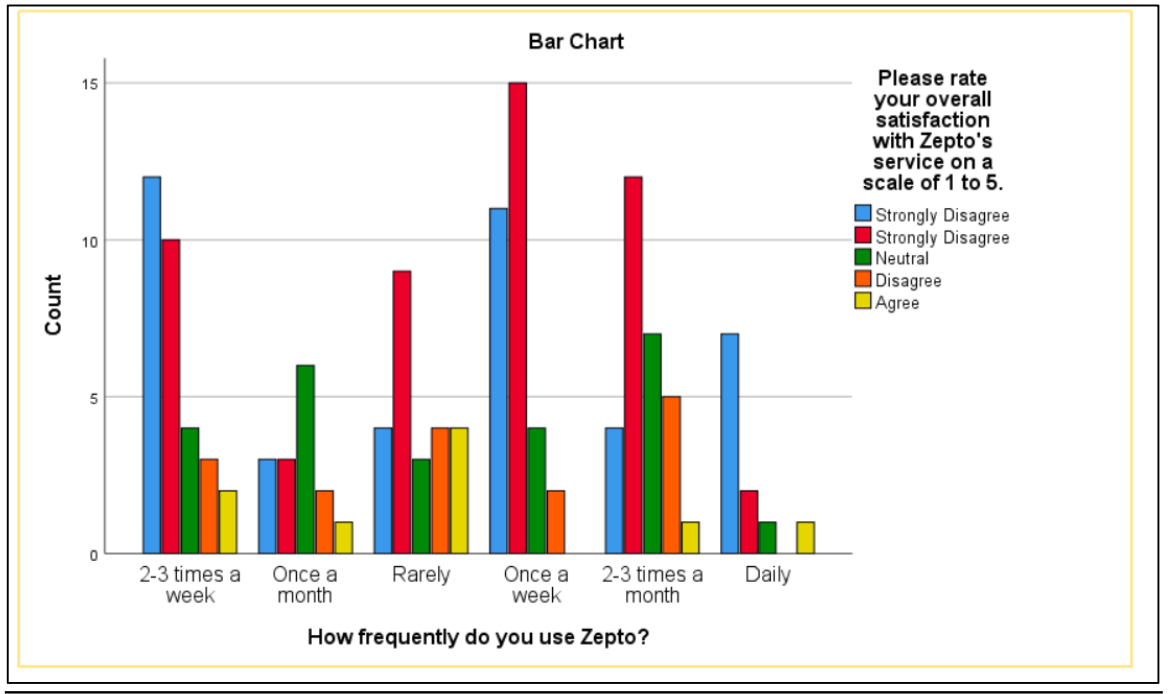 Bar Chart
Please rate
your overall
satisfaction
with Zepto's
service on a
scale of 1 to 5.
Strongly Disagree
Strongly Disagree
Neutral
Disagree
Agree
Count
15
10
5
0
2-3 times a
week
Once a
month
Rarely
Once a
week
2-3 times a
month
Daily
How frequently do you use Zepto?